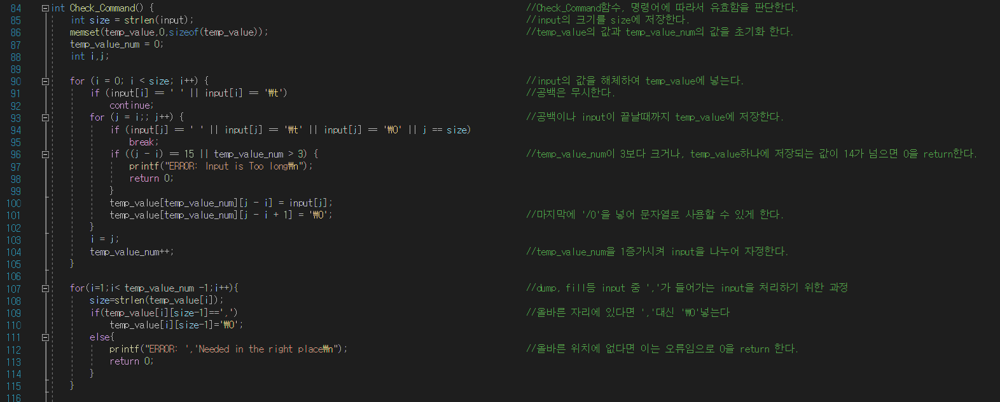 84 int Check_Command() { //Check_Command함수, 명령어에 따라서 유효함을 판단한다.
85 int size = strlen(input); //input의 크기를 size에 저장한다.
86 memset(temp_value,0,sizeof(temp_value)); //temp_value의 값과 temp_value_num의 값을 초기화 한다.
87 temp_value_num = 0;
88 int i,j;
89
90 for (i = 0; i < size; i++) { //input의 값을 해체하여 temp_value에 넣는다.
91 if (input[i] == ' ' || input[i] == '₩t') //공백은 무시한다.
92 continue;
93 for (j = i;; j++) { //공백이나 input이 끝날때까지 temp_value에 저장한다.
94 if (input[j] == ' ' || input[j] == '₩t' || input[j] == '₩0' || j == size)
95 break;
96 if ((j - i) == 15 || temp_value_num > 3) { //temp_value_num이 3보다 크거나, temp_value하나에 저장되는 값이 14가 넘으면 0을 return한다.
97 printf("ERROR: Input is Too long₩n");
98 return 0;
99 }
100 temp_value[temp_value_num][j - i] = input[j];
101 temp_value[temp_value_num][j - i + 1] = '₩0'; //마지막에 '/0'을 넣어 문자열로 사용할 수 있게 한다.
102 }
103 i = j;
104 temp_value_num++; //temp_value_num을 1증가시켜 input을 나누어 자정한다.
105 }
106
107 for(i=1;i< temp_value_num -1;i++){ //dump, fill등 input 중 ','가 들어가는 input을 처리하기 위한 과정
108 size=strlen(temp_value[i]);
109 if(temp_value[i][size-1]==',') //올바른 자리에 있다면 ','대신 '₩0'넣는다
110 temp_value[i][size-1]='₩0';
111 else{
112 printf("ERROR: ','Needed in the right place₩n"); //올바른 위치에 없다면 이는 오류임으로 0을 return 한다.
113 return 0;
114 }
115 }
116